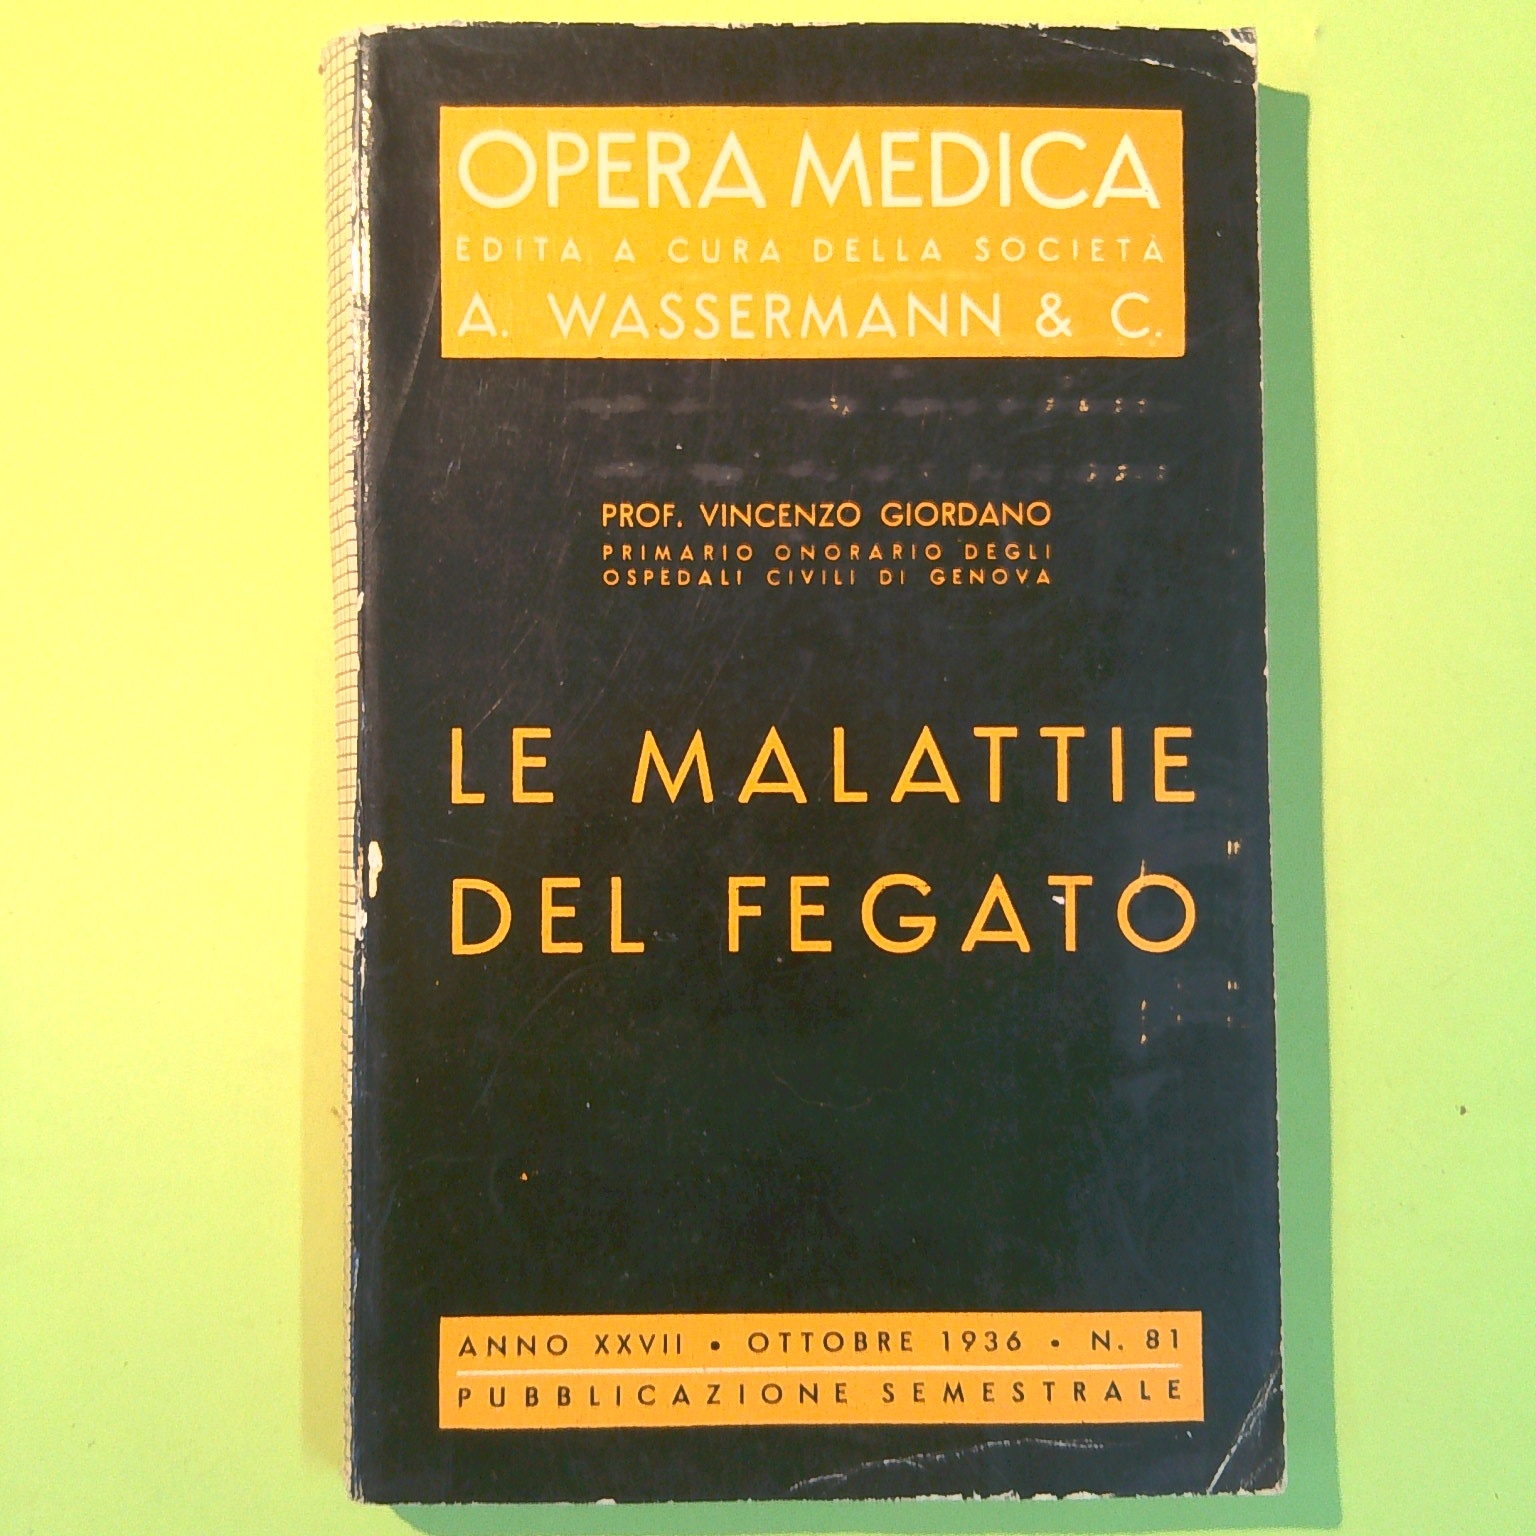 OPERA MEDICA
EDITA A CURA DELLA SOCIETÀ
A. WASSERMANN & C.
PROF. VINCENZO GIORDANO
PRIMARIO ONORARIO DEGLI
OSPEDALI CIVILI DI GENOVA
LE MALATTIE
DEL FEGATO
ANNO XXVII • OTTOBRE 1936 • N. 81
PUBBLICAZIONE SEMESTRALE